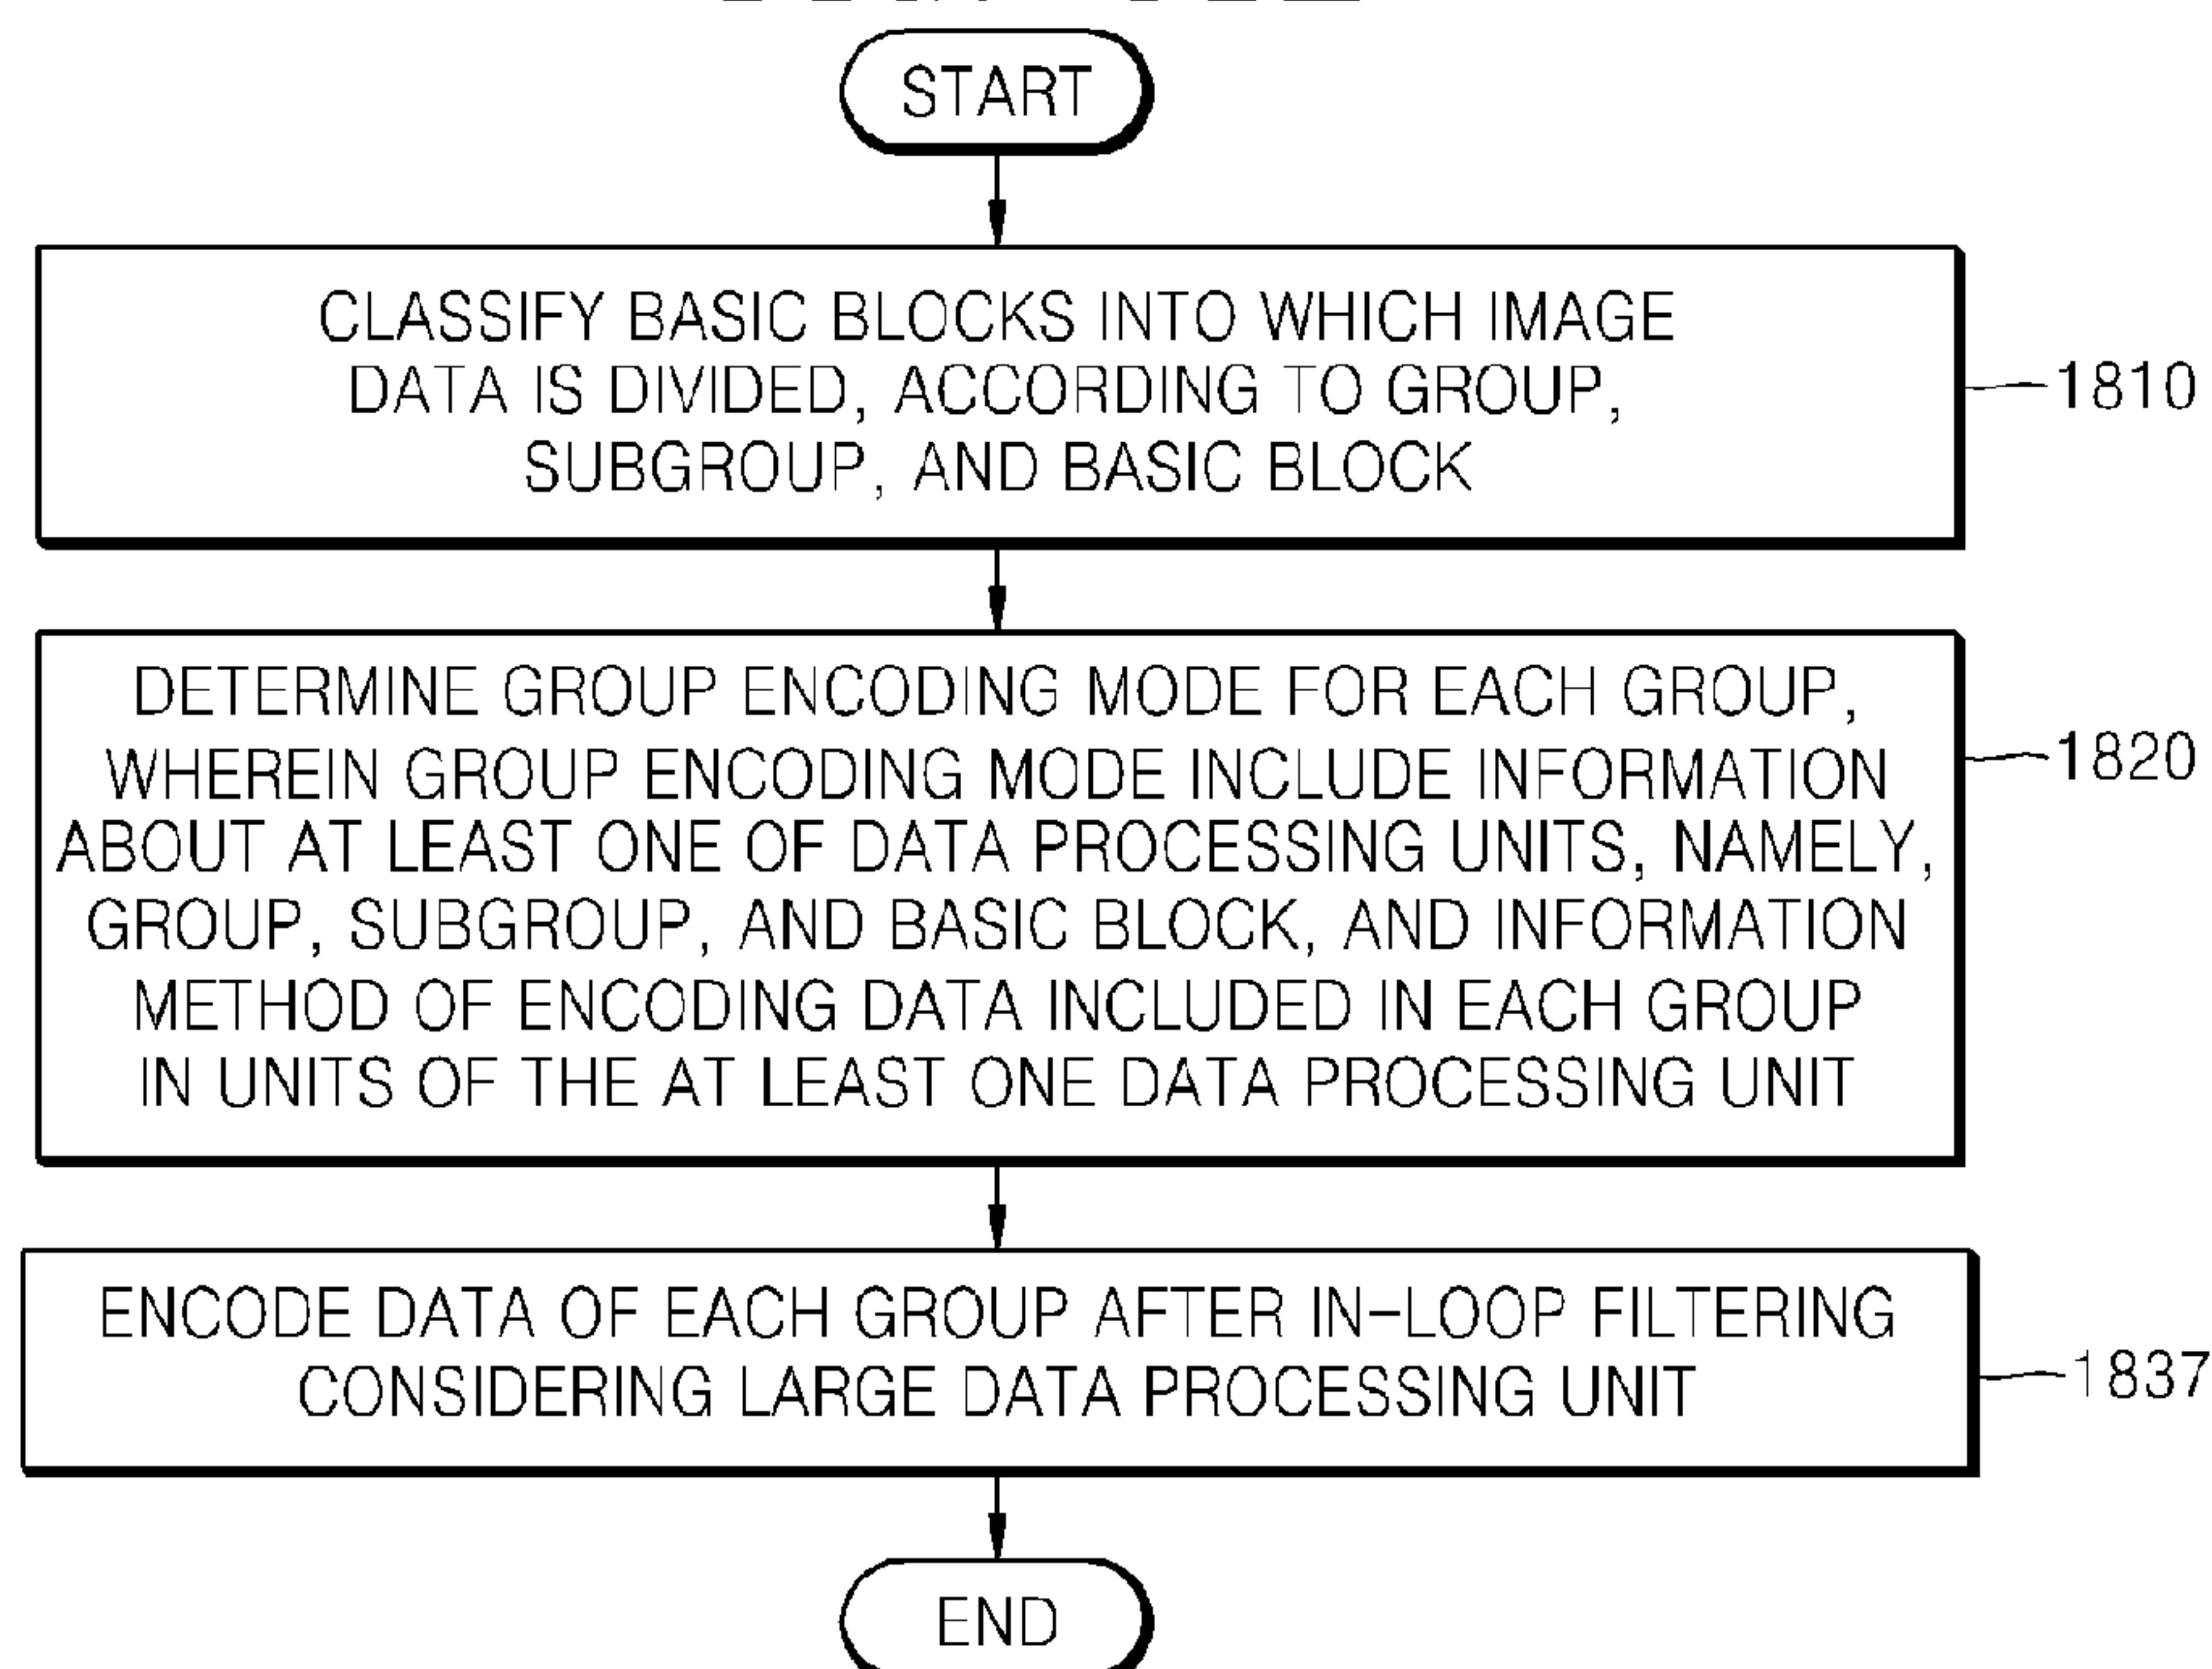 START
CLASSIFY BASIC BLOCKS INTO WHICH IMAGE
DATA IS DIVIDED, ACCORDING TO GROUP,
SUBGROUP, AND BASIC BLOCK
1810
DETERMINE GROUP ENCODING MODE FOR EACH GROUP,
WHEREIN GROUP ENCODING MODE INCLUDE INFORMATION
ABOUT AT LEAST ONE OF DATA PROCESSING UNITS, NAMELY,
GROUP, SUBGROUP, AND BASIC BLOCK, AND INFORMATION
METHOD OF ENCODING DATA INCLUDED IN EACH GROUP
IN UNITS OF THE AT LEAST ONE DATA PROCESSING UNIT
1820
ENCODE DATA OF EACH GROUP AFTER IN-LOOP FILTERING
CONSIDERING LARGE DATA PROCESSING UNIT
1837
END